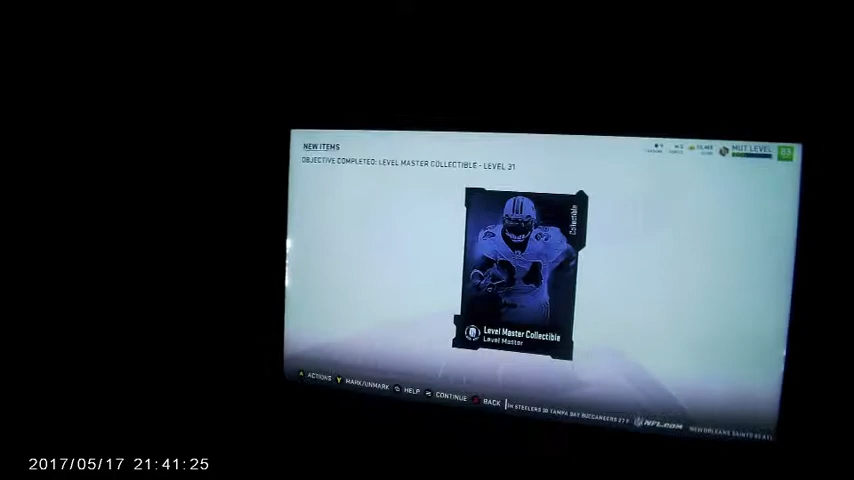 NEW ITEMS
OBJECTIVE COMPLETED: LEVEL MASTER COLLECTIBLE - LEVEL 31
MUT LEVEL
Collectible
Level Master Collectible
Level Master
A ACTIONS Y MARK/UNMARK HELP CONTINUE BACK
STEELERS TAMPA BAY BUCCANEERS 27 F NFL.com NEW ORLEANS SAINTS
2017/05/17 21:41:25